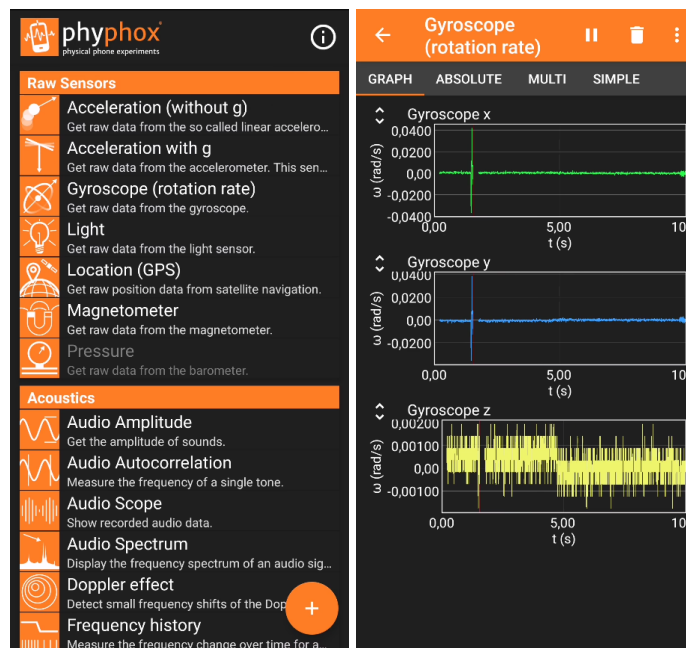 phyphox
physical phone experiments
Raw Sensors
Acceleration (without g)
Get raw data from the so called linear accelero...
Acceleration with g
Get raw data from the accelerometer. This sen...
Gyroscope (rotation rate)
Get raw data from the gyroscope.
Light
Get raw data from the light sensor.
Location (GPS)
Get raw position data from satellite navigation.
Magnetometer
Get raw data from the magnetometer.
Pressure
Get raw data from the barometer.
Acoustics
Audio Amplitude
Get the amplitude of sounds.
Audio Autocorrelation
Measure the frequency of a single tone.
Audio Scope
Show recorded audio data.
Audio Spectrum
Display the frequency spectrum of an audio sig...
Doppler effect
Detect small frequency shifts of the Dop
Frequency history
Measure the frequency change over time for a...
Gyroscope
(rotation rate)
GRAPH ABSOLUTE MULTI SIMPLE
Gyroscope x
0,0400
0,0200
0,00
-0,0200
-0,0400
ω (rad/s)
0,00 5,00 10
t (s)
Gyroscope y
0,0400
0,0200
0,00
-0,0200
ω (rad/s)
0,00 5,00 10
t (s)
Gyroscope z
0,00200
0,00100
0,00
-0,00100
ω (rad/s)
0,00 5,00 10
t (s)